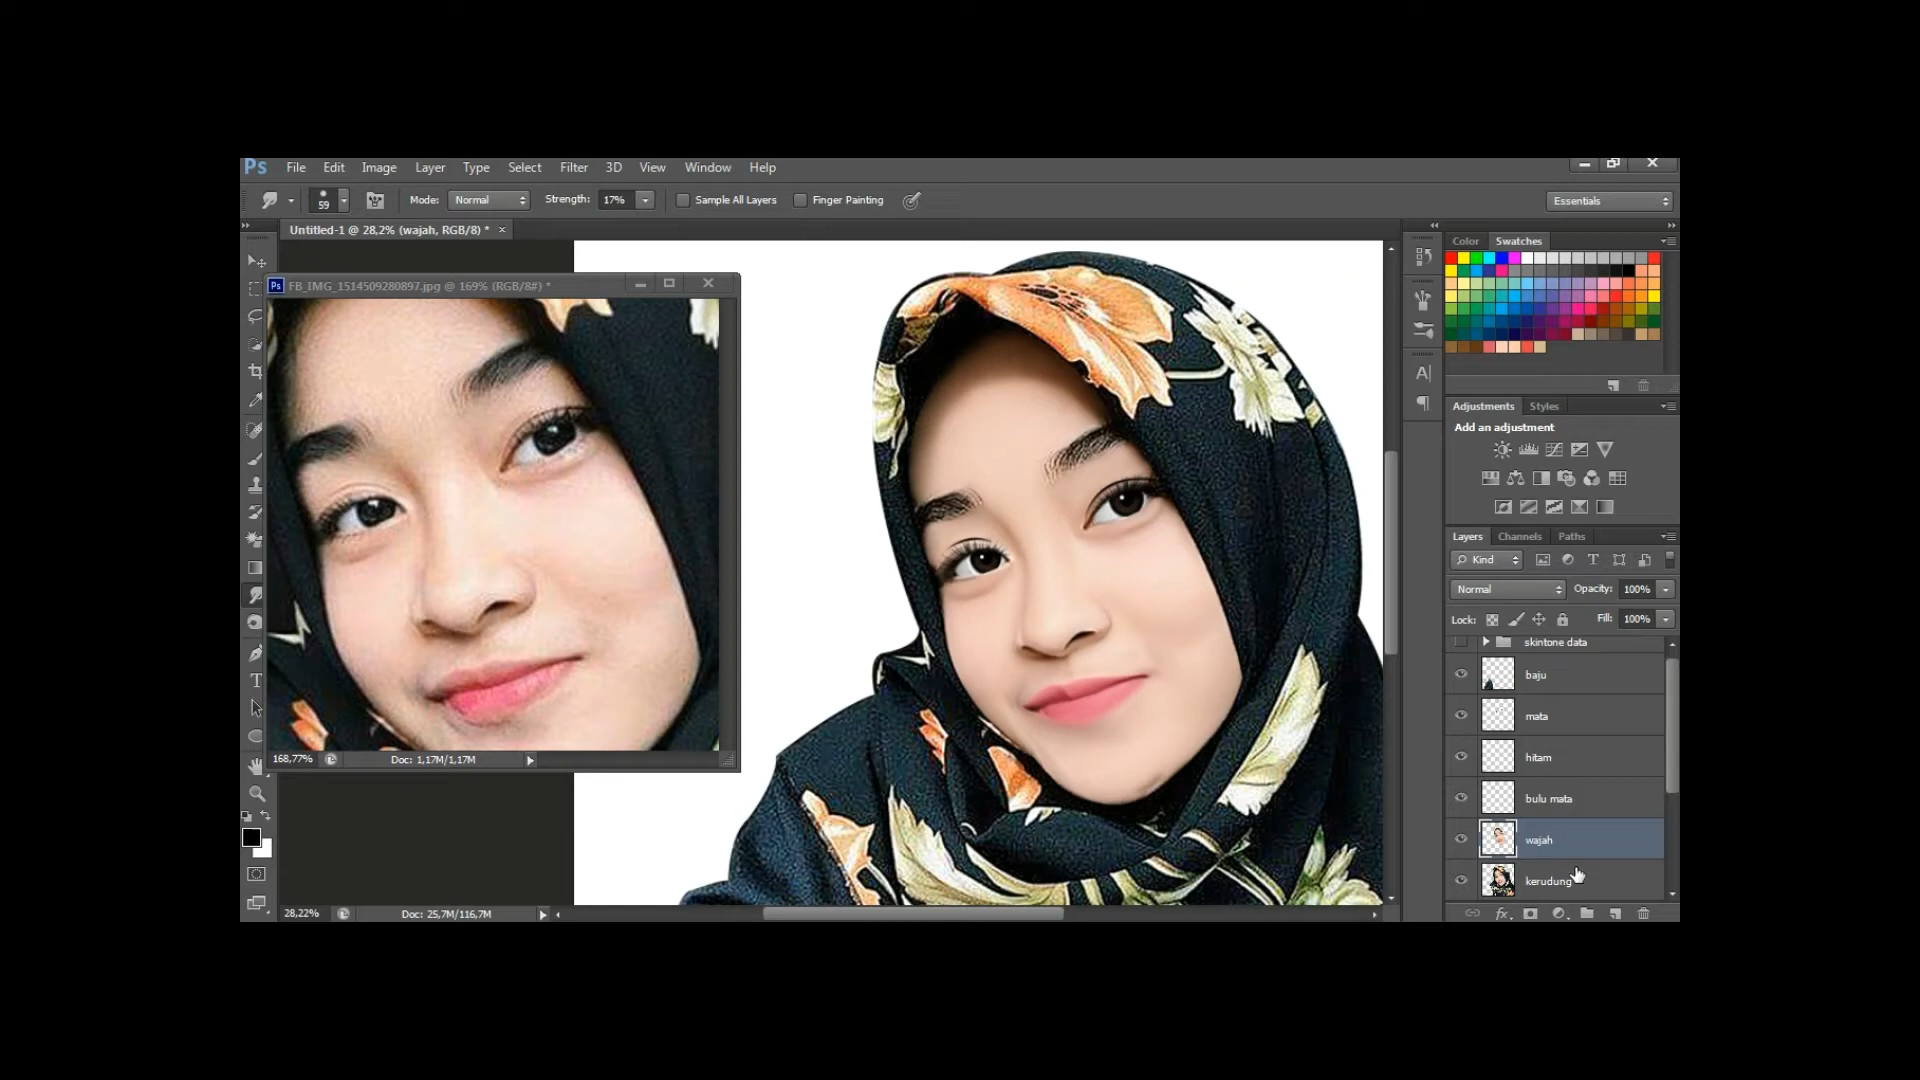 Ps File Edit Image Layer Type Select Filter 3D View Window Help
59 Mode: Normal Strength: 17% Sample All Layers Finger Painting Essentials
Untitled-1 @ 28,2% (wajah, RGB/8) * ×
Color Swatches
Ps FB_IMG_1514509280897.jpg @ 169% (RGB/8#) *
Adjustments Styles
Add an adjustment
Layers Channels Paths
Kind
Normal Opacity: 100%
Lock: Fill: 100%
skintone data
baju
mata
hitam
bulu mata
wajah
kerudung
168,77% Doc: 1,17M/1,17M
28,22% Doc: 25,7M/116,7M